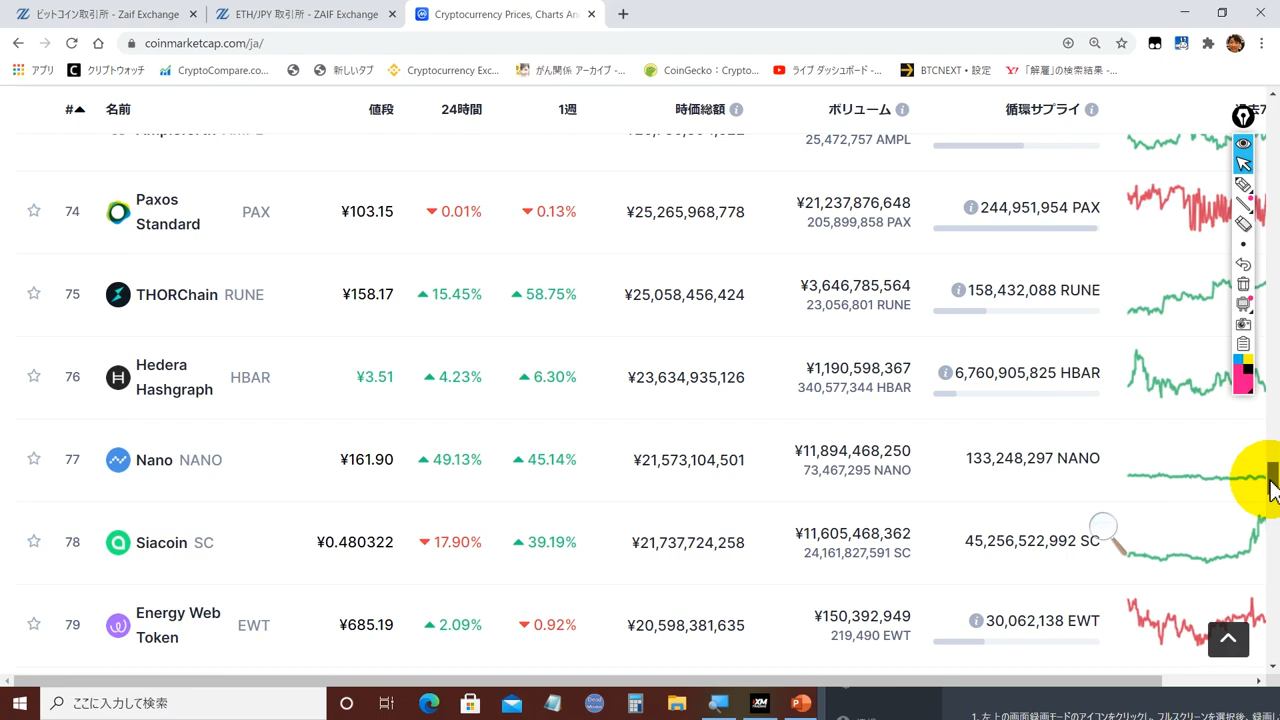 ビットコイン取引所 - Zaif Exchange
ETH/JPY 取引所 - ZAIF Exchange
Cryptocurrency Prices, Charts An
coinmarketcap.com/ja/
アプリ
クリプトウォッチ
CryptoCompare.co...
新しいタブ
Cryptocurrency Exc...
がん関係 アーカイブ -...
CoinGecko : Crypto...
ライブ ダッシュボード -...
BTCNEXT • 設定
「解雇」の検索結果 -...
# 名前 値段 24時間 1週 時価総額 ボリューム 循環サプライ
25,472,757 AMPL
74 Paxos Standard PAX ¥103.15 0.01% 0.13% ¥25,265,968,778 ¥21,237,876,648 244,951,954 PAX
205,899,858 PAX
75 THORChain RUNE ¥158.17 15.45% 58.75% ¥25,058,456,424 ¥3,646,785,564 158,432,088 RUNE
23,056,801 RUNE
76 Hedera Hashgraph HBAR ¥3.51 4.23% 6.30% ¥23,634,935,126 ¥1,190,598,367 6,760,905,825 HBAR
340,577,344 HBAR
77 Nano NANO ¥161.90 49.13% 45.14% ¥21,573,104,501 ¥11,894,468,250 133,248,297 NANO
73,467,295 NANO
78 Siacoin SC ¥0.480322 17.90% 39.19% ¥21,737,724,258 ¥11,605,468,362 45,256,522,992 SC
24,161,827,591 SC
79 Energy Web Token EWT ¥685.19 2.09% 0.92% ¥20,598,381,635 ¥150,392,949 30,062,138 EWT
219,490 EWT
ここに入力して検索
XM